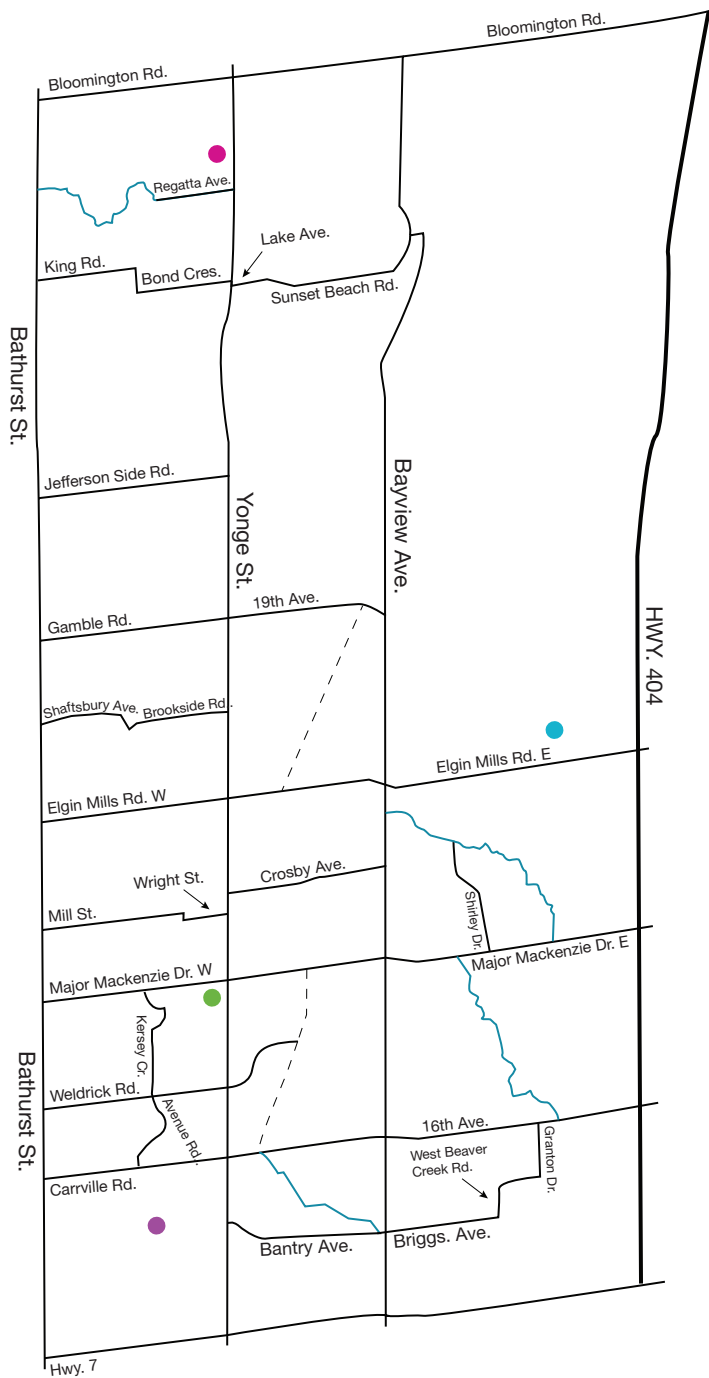 Bloomington Rd.
Bloomington Rd.
Regatta Ave.
Lake Ave.
King Rd.
Bond Cres.
Sunset Beach Rd.
Bathurst St.
Jefferson Side Rd.
Yonge St.
Bayview Ave.
19th Ave.
Gamble Rd.
HWY. 404
Shaftsbury Ave.
Brookside Rd.
Elgin Mills Rd. E
Elgin Mills Rd. W
Crosby Ave.
Wright St.
Mill St.
Shirley Dr.
Major Mackenzie Dr. E
Major Mackenzie Dr. W
Kersey Cr.
Bathurst St.
Weldrick Rd.
Avenue Rd.
16th Ave.
West Beaver
Creek Rd.
Granton Dr.
Carrville Rd.
Bantry Ave.
Briggs. Ave.
Hwy. 7